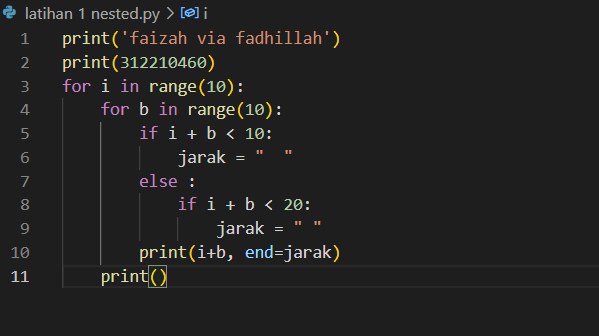 latihan 1 nested.py > i
1 print('faizah via fadhillah')
2 print(312210460)
3 for i in range(10):
4     for b in range(10):
5         if i + b < 10:
6             jarak = "  "
7         else :
8             if i + b < 20:
9                 jarak = " "
10         print(i+b, end=jarak)
11     print()